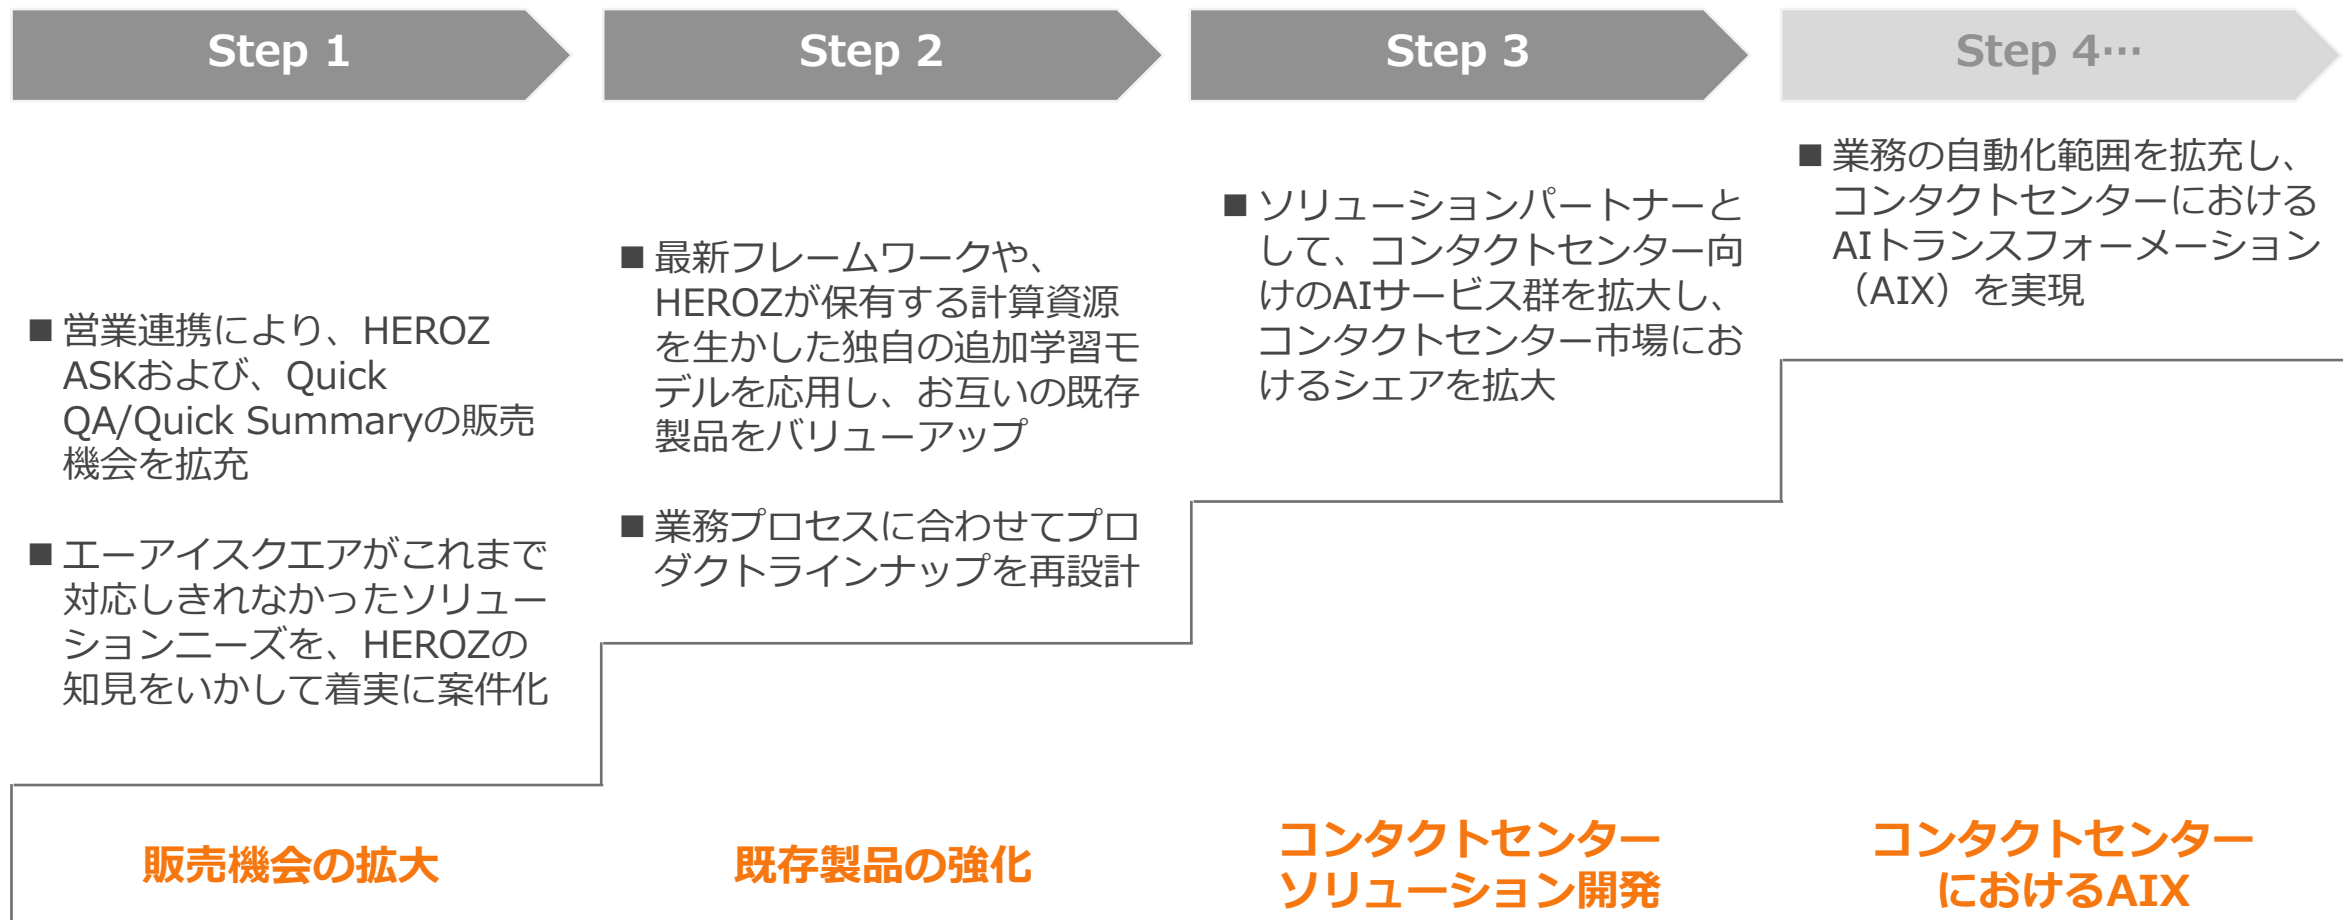 Step 1
Step 2
Step 3
Step 4…
■ 営業連携により、HEROZ
ASKおよび、Quick
QA/Quick Summaryの販売
機会を拡充
■ エーアイスクエアがこれまで
対応しきれなかったソリュー
ションニーズを、HEROZの
知見をいかして着実に案件化
■ 最新フレームワークや、
HEROZが保有する計算資源
を生かした独自の追加学習モ
デルを応用し、お互いの既存
製品をバリューアップ
■ 業務プロセスに合わせてプロ
ダクトラインナップを再設計
■ ソリューションパートナーと
して、コンタクトセンター向
けのAIサービス群を拡大し、
コンタクトセンター市場にお
けるシェアを拡大
■ 業務の自動化範囲を拡充し、
コンタクトセンターにおける
AIトランスフォーメーション
（AIX）を実現
販売機会の拡大
既存製品の強化
コンタクトセンター
ソリューション開発
コンタクトセンター
におけるAIX